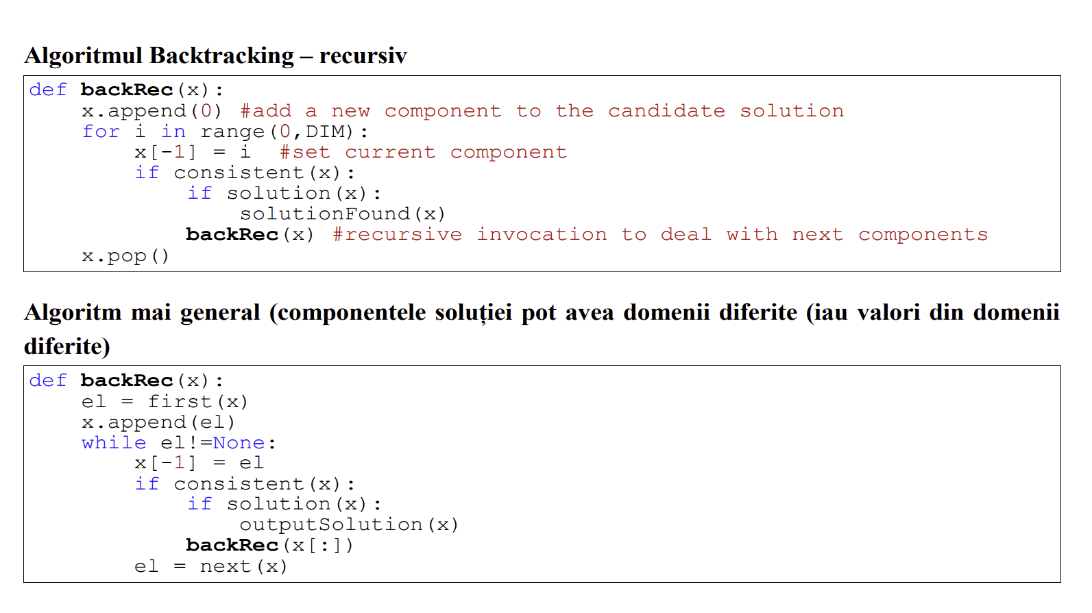 Algoritmul Backtracking – recursiv
def backRec(x):
    x.append(0) #add a new component to the candidate solution
    for i in range(0,DIM):
        x[-1] = i  #set current component
        if consistent(x):
            if solution(x):
                solutionFound(x)
            backRec(x) #recursive invocation to deal with next components
    x.pop()
Algoritm mai general (componentele soluției pot avea domenii diferite (iau valori din domenii
diferite)
def backRec(x):
    el = first(x)
    x.append(el)
    while el!=None:
        x[-1] = el
        if consistent(x):
            if solution(x):
                outputSolution(x)
            backRec(x[:])
        el = next(x)